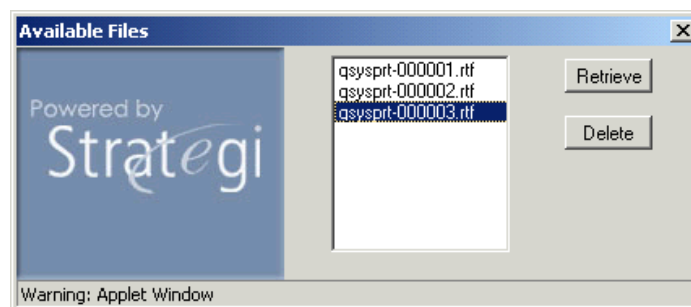 Available Files
Powered by
Strategi
qsysprt-000001.rtf
qsysprt-000002.rtf
qsysprt-000003.rtf
Retrieve
Delete
Warning: Applet Window